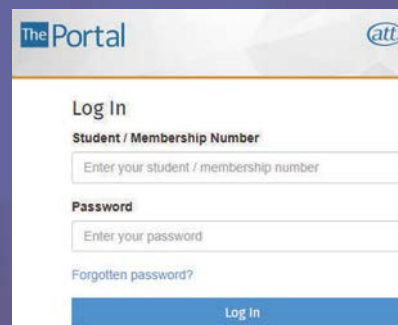 The Portal
att
Log In
Student / Membership Number
Enter your student / membership number
Password
Enter your password
Forgotten password?
Log In